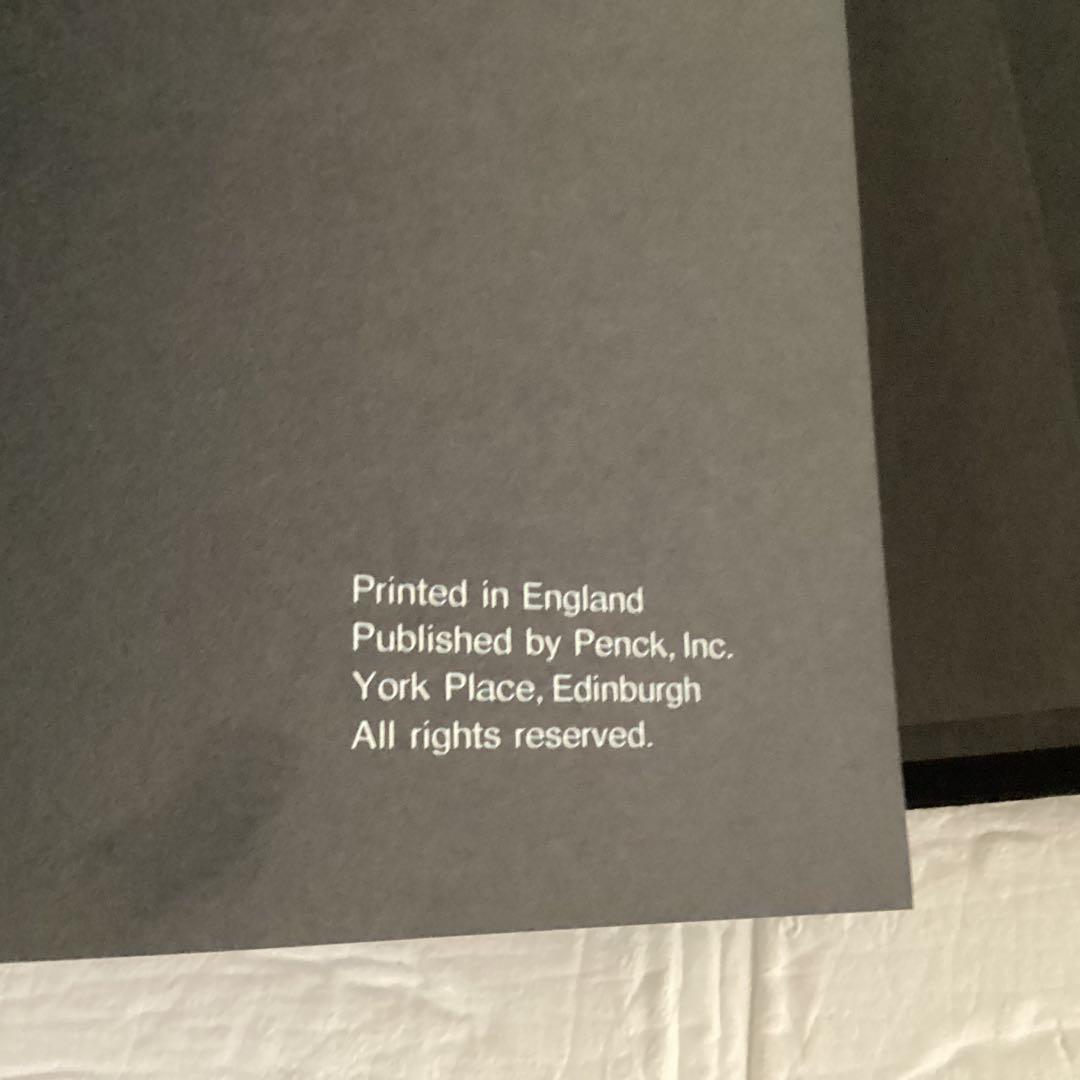 Printed in England
Published by Penck, Inc.
York Place, Edinburgh
All rights reserved.